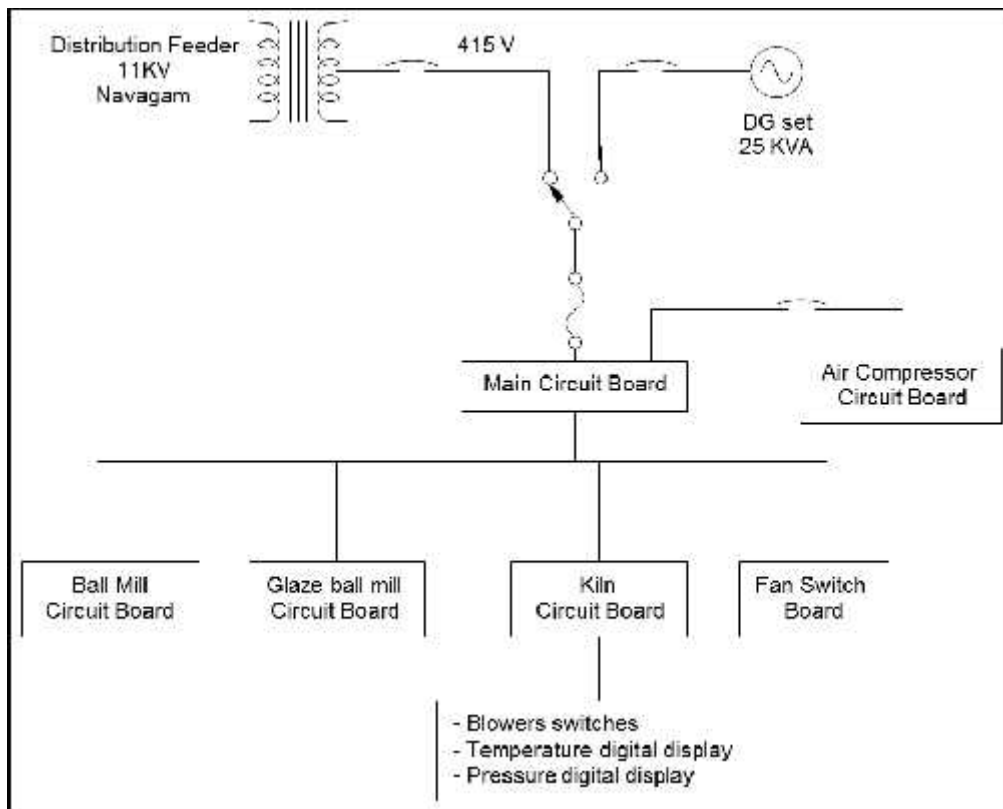 Distribution Feeder
11KV
Navagam
415 V
DG set
25 KVA
Main Circuit Board
Air Compressor
Circuit Board
Ball Mill
Circuit Board
Glaze ball mill
Circuit Board
Kiln
Circuit Board
Fan Switch
Board
- Blowers switches
- Temperature digital display
- Pressure digital display